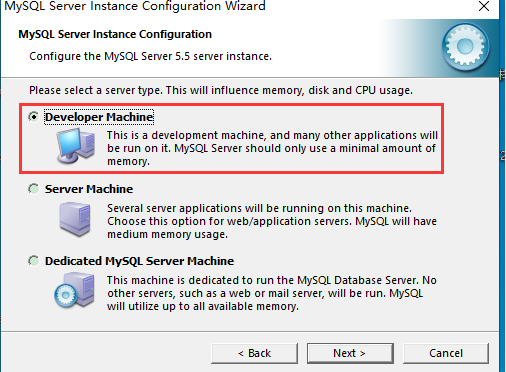 MySQL Server Instance Configuration Wizard
MySQL Server Instance Configuration
Configure the MySQL Server 5.5 server instance.
Please select a server type. This will influence memory, disk and CPU usage.
Developer Machine
This is a development machine, and many other applications will
be run on it. MySQL Server should only use a minimal amount of
memory.
Server Machine
Several server applications will be running on this machine.
Choose this option for web/application servers. MySQL will have
medium memory usage.
Dedicated MySQL Server Machine
This machine is dedicated to run the MySQL Database Server. No
other servers, such as a web or mail server, will be run. MySQL
will utilize up to all available memory.
< Back
Next >
Cancel